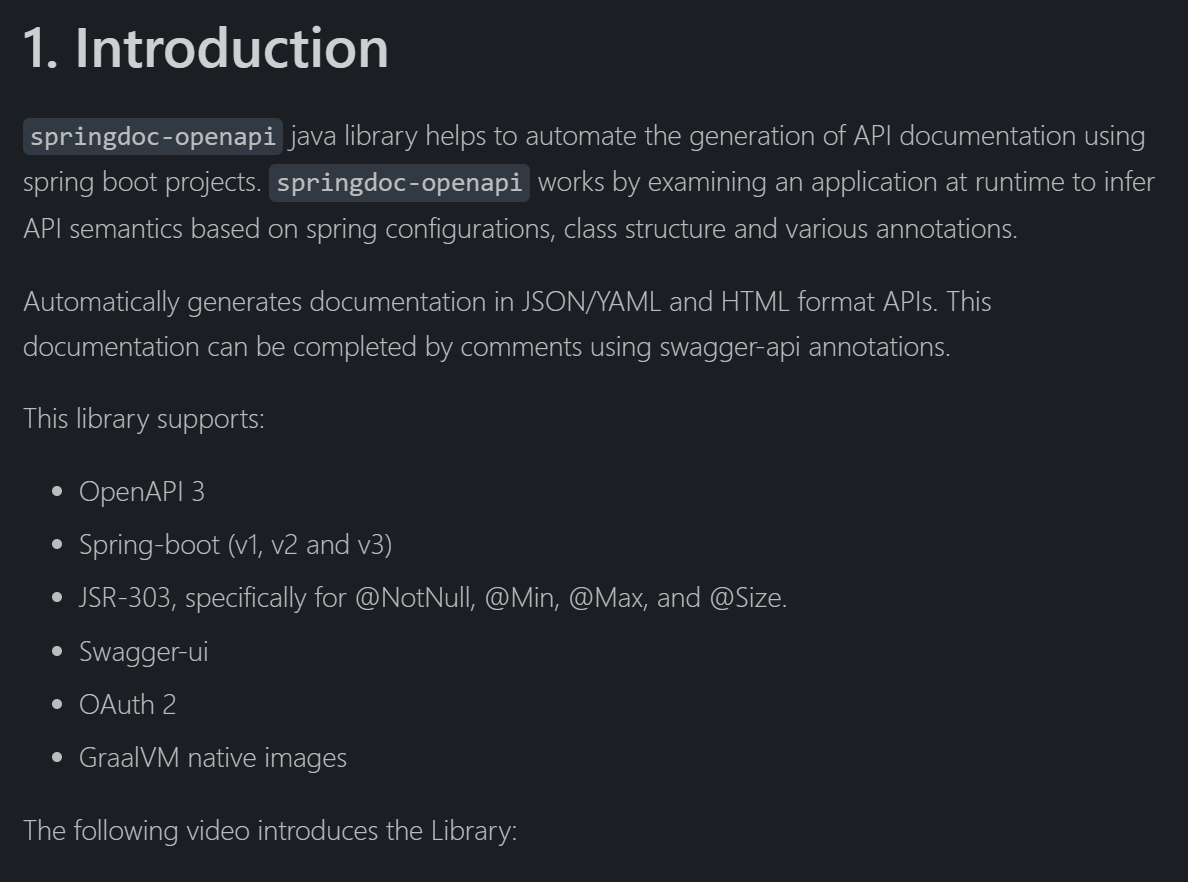 1. Introduction
springdoc-openapi java library helps to automate the generation of API documentation using
spring boot projects. springdoc-openapi works by examining an application at runtime to infer
API semantics based on spring configurations, class structure and various annotations.
Automatically generates documentation in JSON/YAML and HTML format APIs. This
documentation can be completed by comments using swagger-api annotations.
This library supports:
• OpenAPI 3
• Spring-boot (v1, v2 and v3)
• JSR-303, specifically for @NotNull, @Min, @Max, and @Size.
• Swagger-ui
• OAuth 2
• GraalVM native images
The following video introduces the Library: